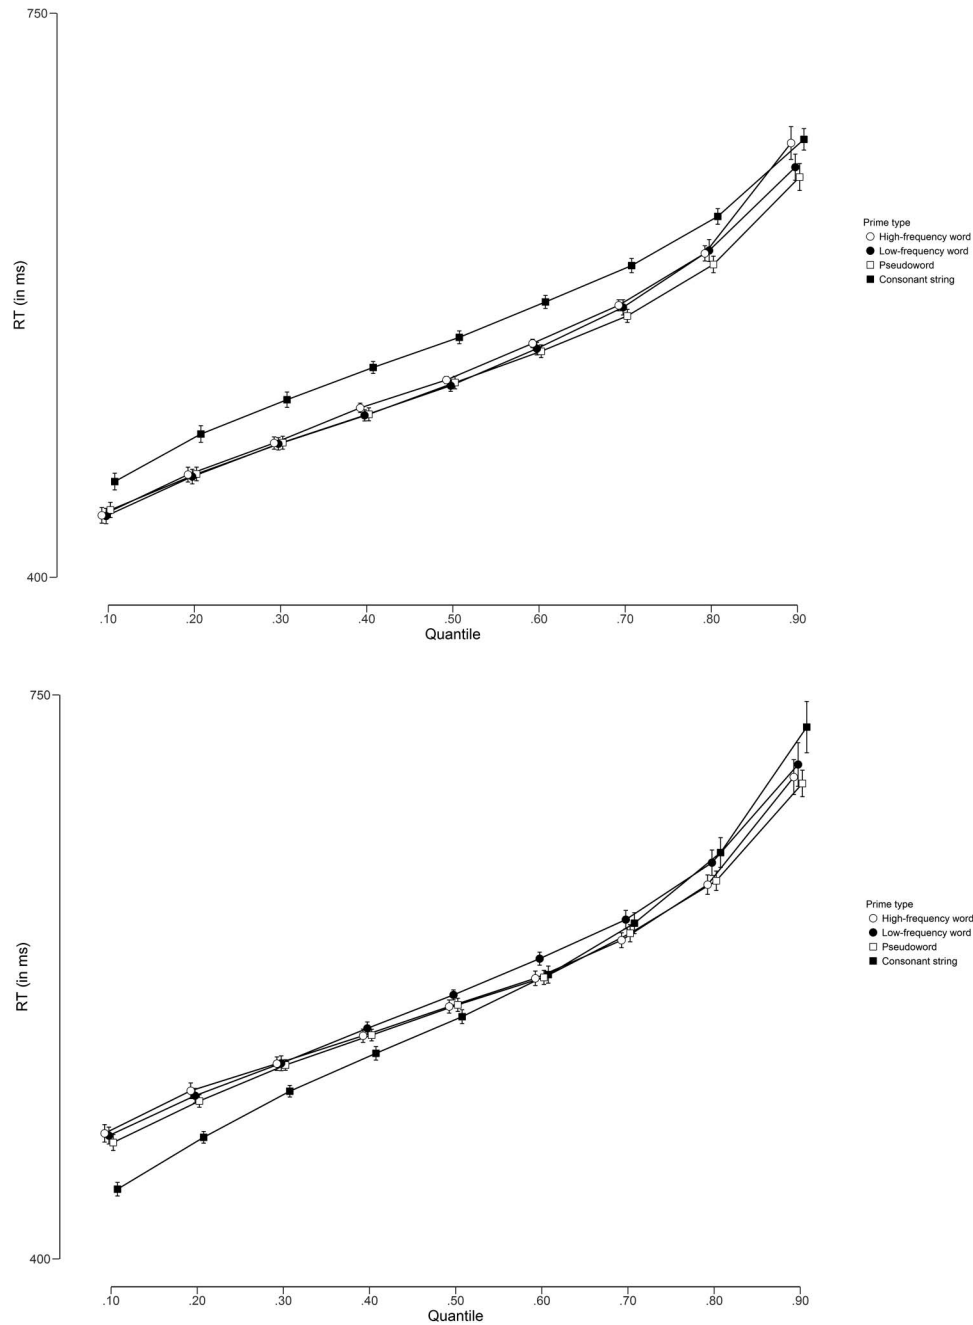 750
RT (in ms)
400
.10 .20 .30 .40 .50 .60 .70 .80 .90
Quantile
Prime type
High-frequency word
Low-frequency word
Pseudoword
Consonant string
750
RT (in ms)
400
.10 .20 .30 .40 .50 .60 .70 .80 .90
Quantile
Prime type
High-frequency word
Low-frequency word
Pseudoword
Consonant string